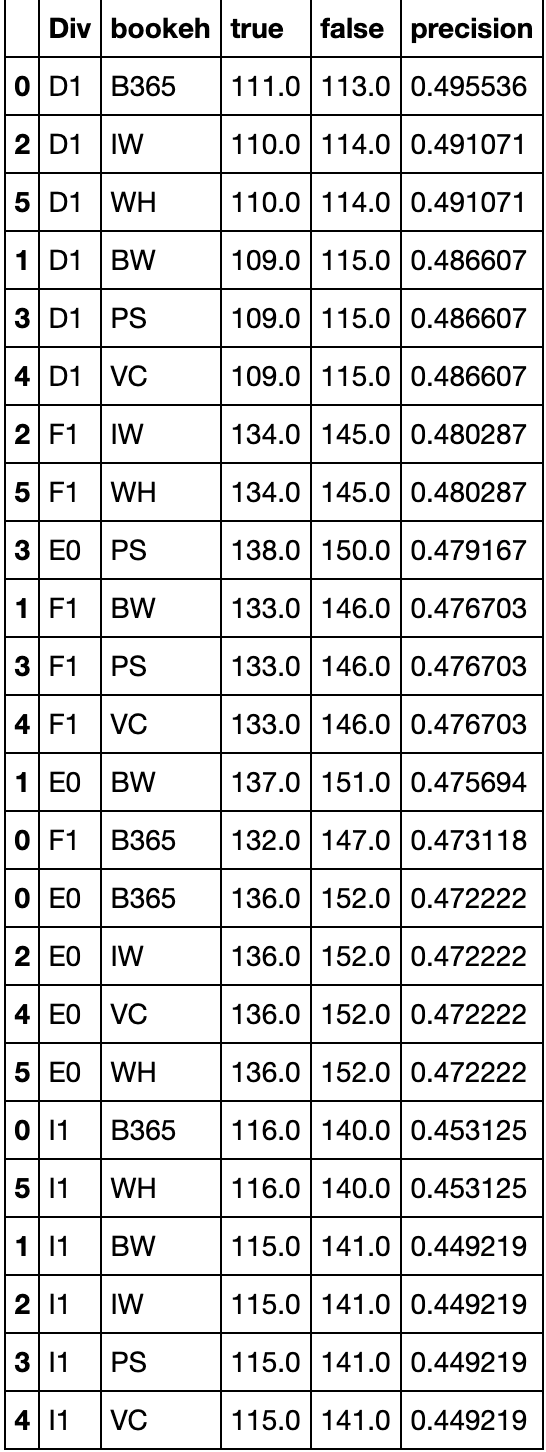 Div bookeh true false precision
0 D1 B365 111.0 113.0 0.495536
2 D1 IW 110.0 114.0 0.491071
5 D1 WH 110.0 114.0 0.491071
1 D1 BW 109.0 115.0 0.486607
3 D1 PS 109.0 115.0 0.486607
4 D1 VC 109.0 115.0 0.486607
2 F1 IW 134.0 145.0 0.480287
5 F1 WH 134.0 145.0 0.480287
3 E0 PS 138.0 150.0 0.479167
1 F1 BW 133.0 146.0 0.476703
3 F1 PS 133.0 146.0 0.476703
4 F1 VC 133.0 146.0 0.476703
1 E0 BW 137.0 151.0 0.475694
0 F1 B365 132.0 147.0 0.473118
0 E0 B365 136.0 152.0 0.472222
2 E0 IW 136.0 152.0 0.472222
4 E0 VC 136.0 152.0 0.472222
5 E0 WH 136.0 152.0 0.472222
0 I1 B365 116.0 140.0 0.453125
5 I1 WH 116.0 140.0 0.453125
1 I1 BW 115.0 141.0 0.449219
2 I1 IW 115.0 141.0 0.449219
3 I1 PS 115.0 141.0 0.449219
4 I1 VC 115.0 141.0 0.449219